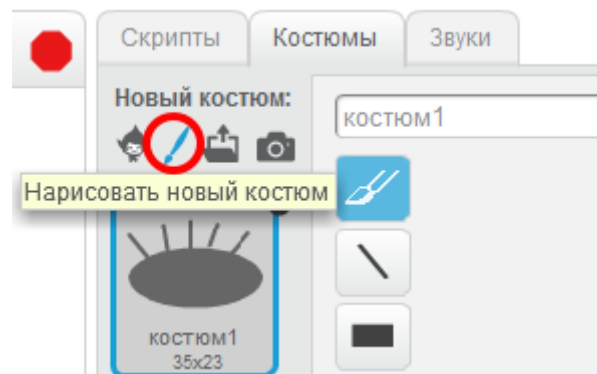 Скрипты Костюмы Звуки
Новый костюм:
костюм1
Нарисовать новый костюм
костюм1
35x23